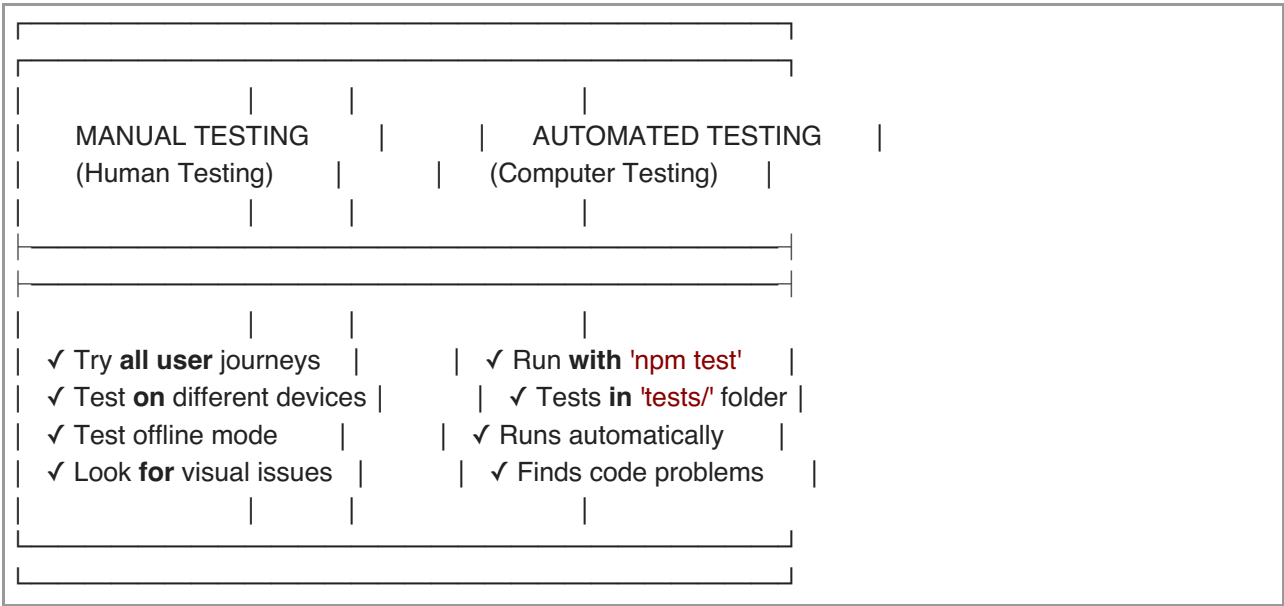 MANUAL TESTING | | AUTOMATED TESTING |
| (Human Testing) | | (Computer Testing) |
| ✓ Try all user journeys | | ✓ Run with 'npm test' |
| ✓ Test on different devices | | ✓ Tests in 'tests/' folder |
| ✓ Test offline mode | | ✓ Runs automatically |
| ✓ Look for visual issues | | ✓ Finds code problems |